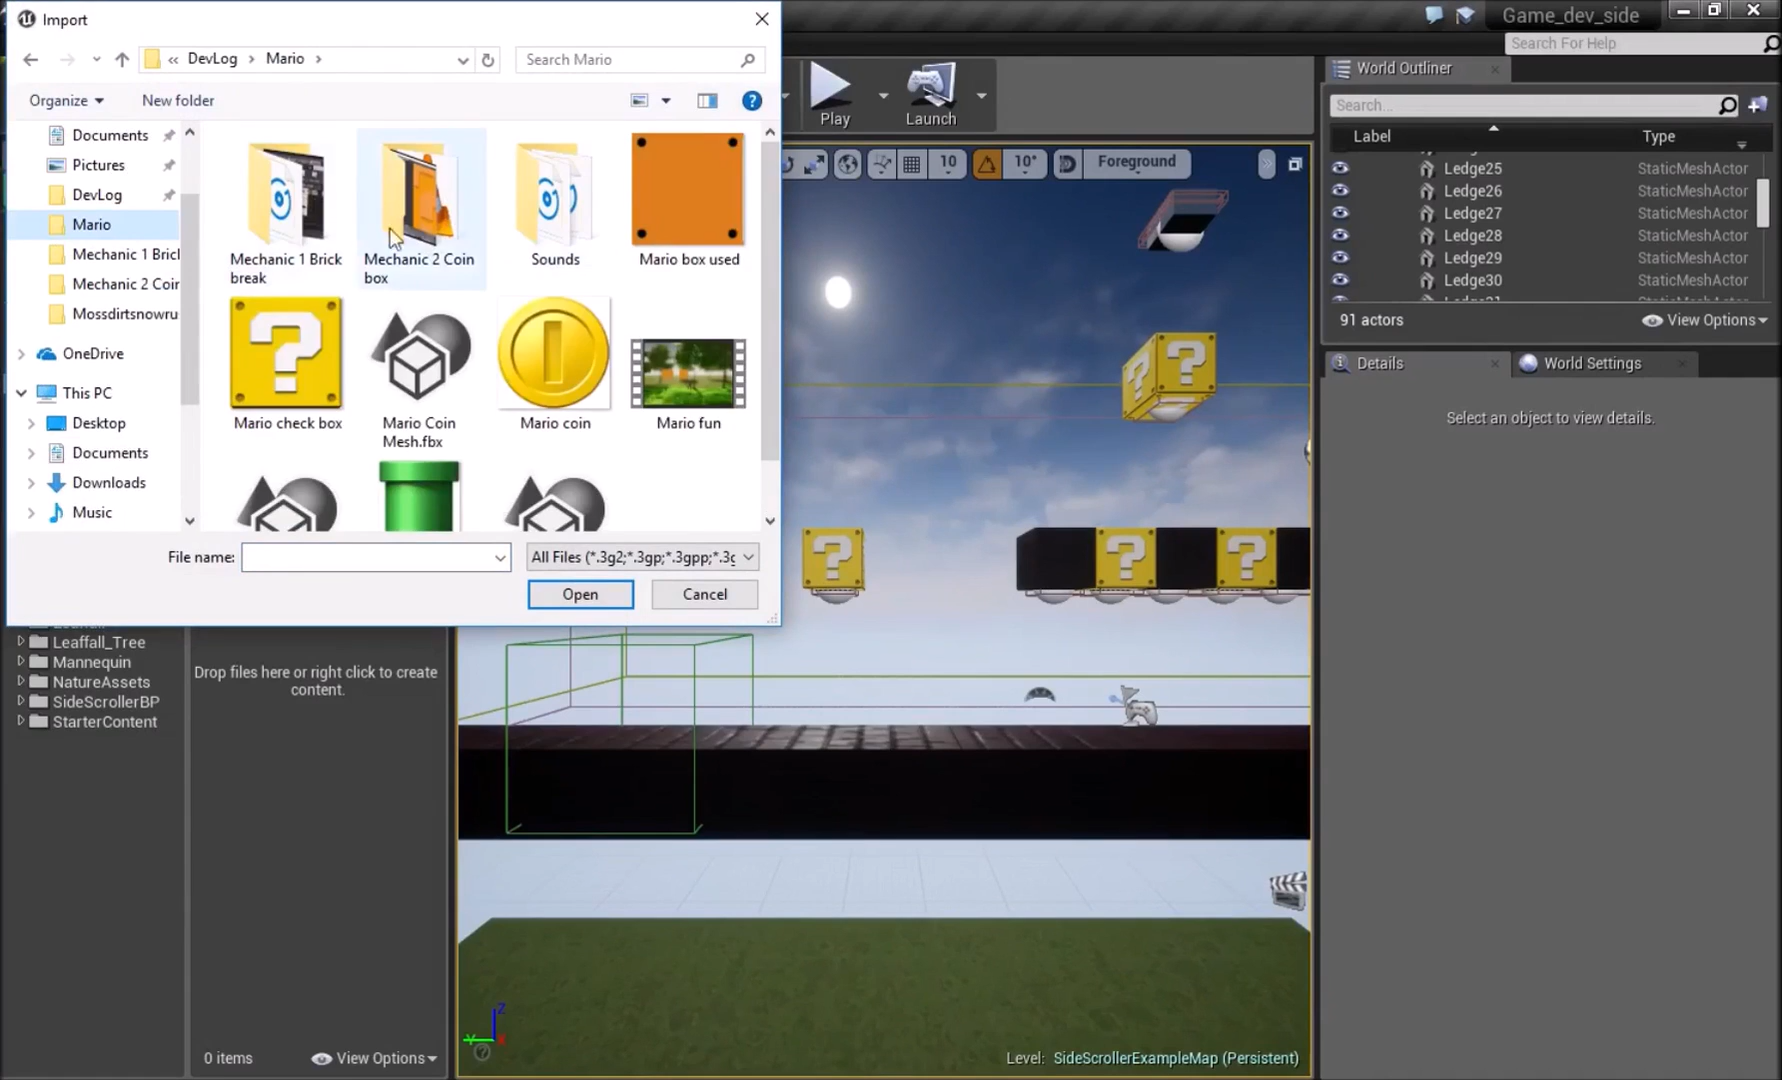 Import
DevLog
Mario
Search Mario
Organize
New folder
Documents
Pictures
DevLog
Mario
Mechanic 1 Bricl
Mechanic 2 Coir
Mossdirtsnowru
OneDrive
This PC
Desktop
Documents
Downloads
Music
Mechanic 1 Brick
break
Mechanic 2 Coin
box
Sounds
Mario box used
Mario check box
Mario Coin
Mesh.fbx
Mario coin
Mario fun
File name:
All Files (*.3g2;*.3gp;*.3gpp;*.3g
Open
Cancel
Leaffall_Tree
Mannequin
NatureAssets
SideScrollerBP
StarterContent
Drop files here or right click to create
content.
0 items
View Options
Play
Launch
10
10°
Foreground
Level: SideScrollerExampleMap (Persistent)
Game_dev_side
Search For Help
World Outliner
Search...
Label
Type
Ledge25 StaticMeshActor
Ledge26 StaticMeshActor
Ledge27 StaticMeshActor
Ledge28 StaticMeshActor
Ledge29 StaticMeshActor
Ledge30 StaticMeshActor
91 actors
View Options
Details
World Settings
Select an object to view details.